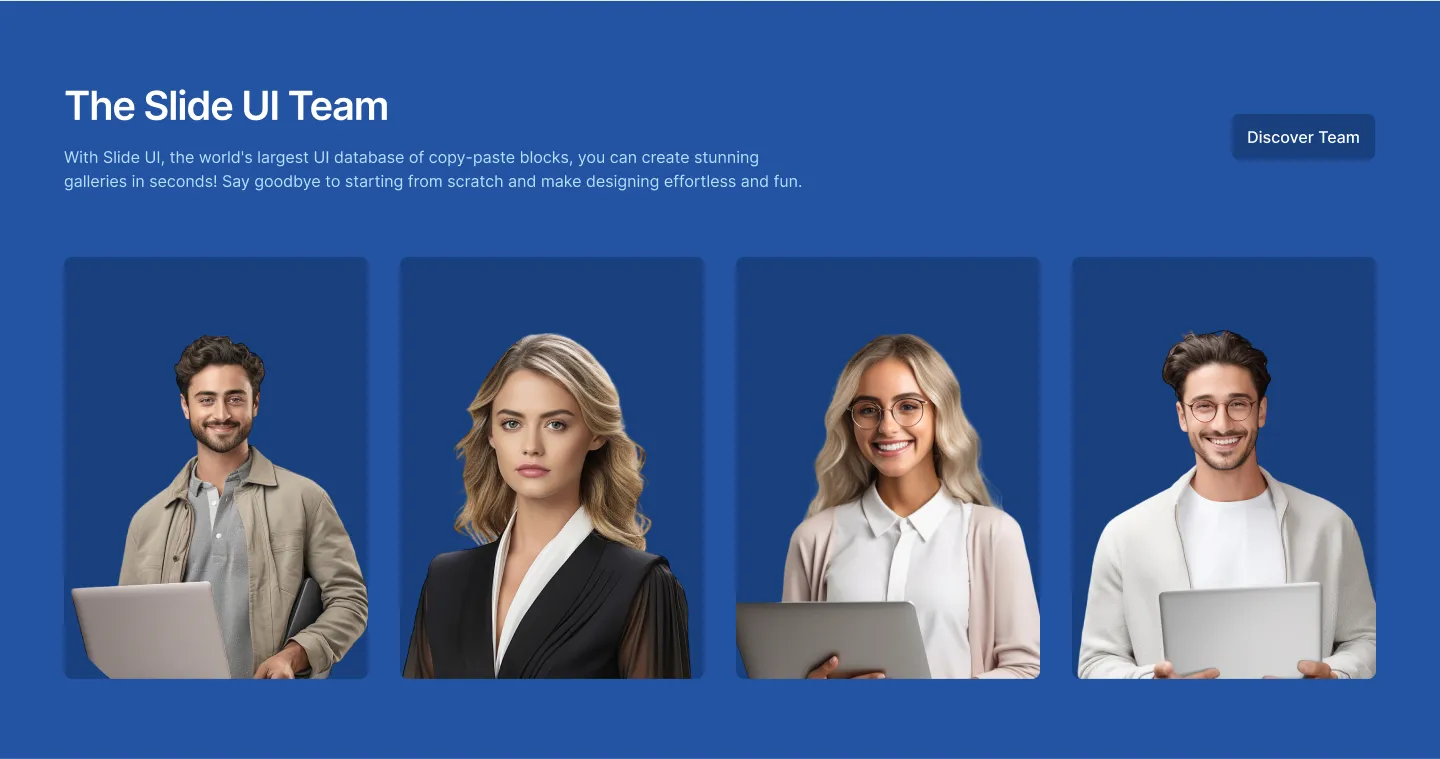 The Slide UI Team
With Slide UI, the world's largest UI database of copy-paste blocks, you can create stunning
galleries in seconds! Say goodbye to starting from scratch and make designing effortless and fun.
Discover Team